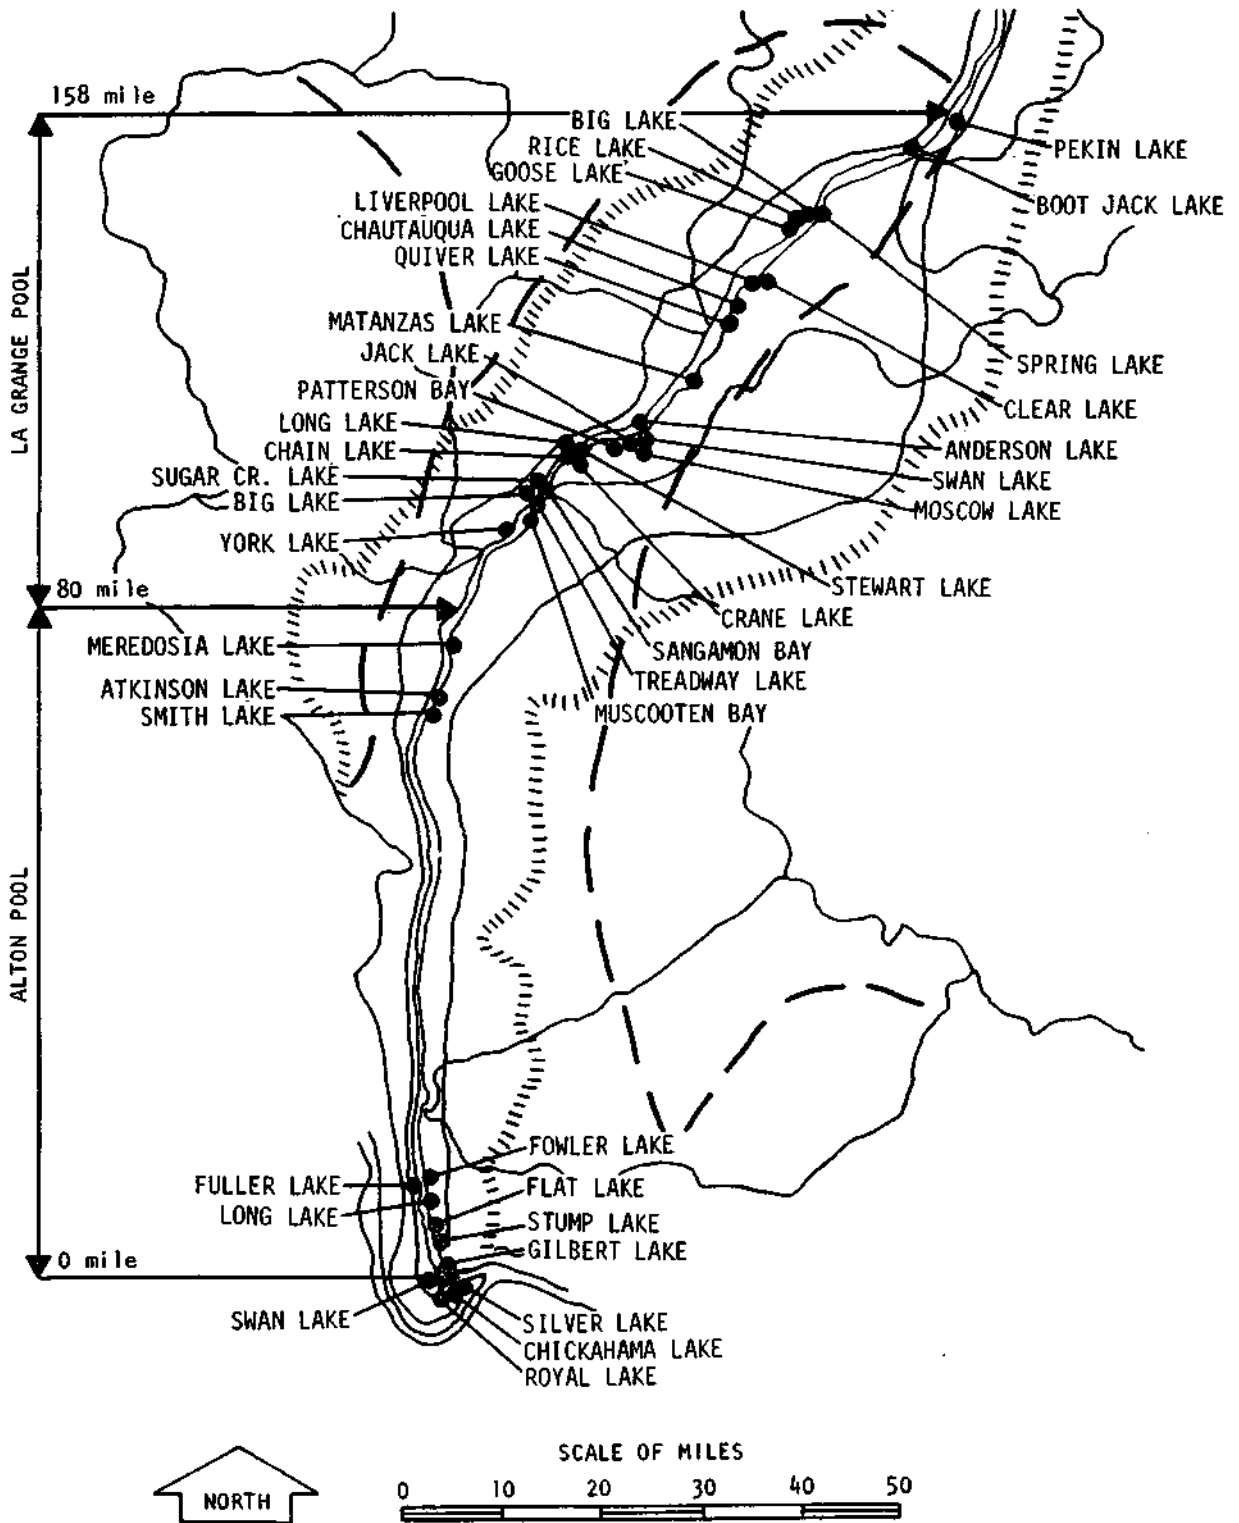 158 mile
BIG LAKE
RICE LAKE
GOOSE LAKE
PEKIN LAKE
LIVERPOOL LAKE
BOOT JACK LAKE
CHAUTAUQUA LAKE
QUIVER LAKE
LA GRANGE POOL
MATANZAS LAKE
JACK LAKE
SPRING LAKE
PATTERSON BAY
CLEAR LAKE
LONG LAKE
CHAIN LAKE
ANDERSON LAKE
SUGAR CR. LAKE
SWAN LAKE
BIG LAKE
MOSCOW LAKE
YORK LAKE
80 mile
STEWART LAKE
CRANE LAKE
MEREDOSIA LAKE
SANGAMON BAY
TREADWAY LAKE
ATKINSON LAKE
SMITH LAKE
MUSCOOTEN BAY
ALTON POOL
FOWLER LAKE
FULLER LAKE
FLAT LAKE
LONG LAKE
STUMP LAKE
GILBERT LAKE
0 mile
SWAN LAKE
SILVER LAKE
CHICKAHAMA LAKE
ROYAL LAKE
SCALE OF MILES
NORTH
0 10 20 30 40 50